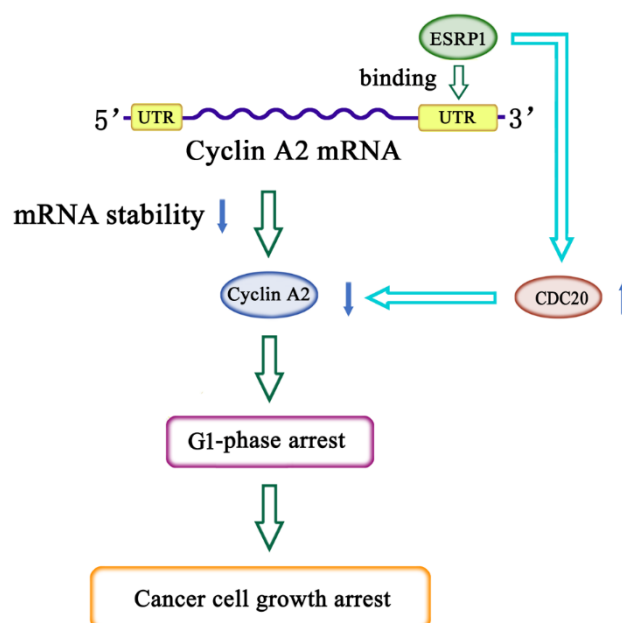 ESRP1
binding
5’ UTR UTR 3’
Cyclin A2 mRNA
mRNA stability
Cyclin A2
CDC20
G1-phase arrest
Cancer cell growth arrest